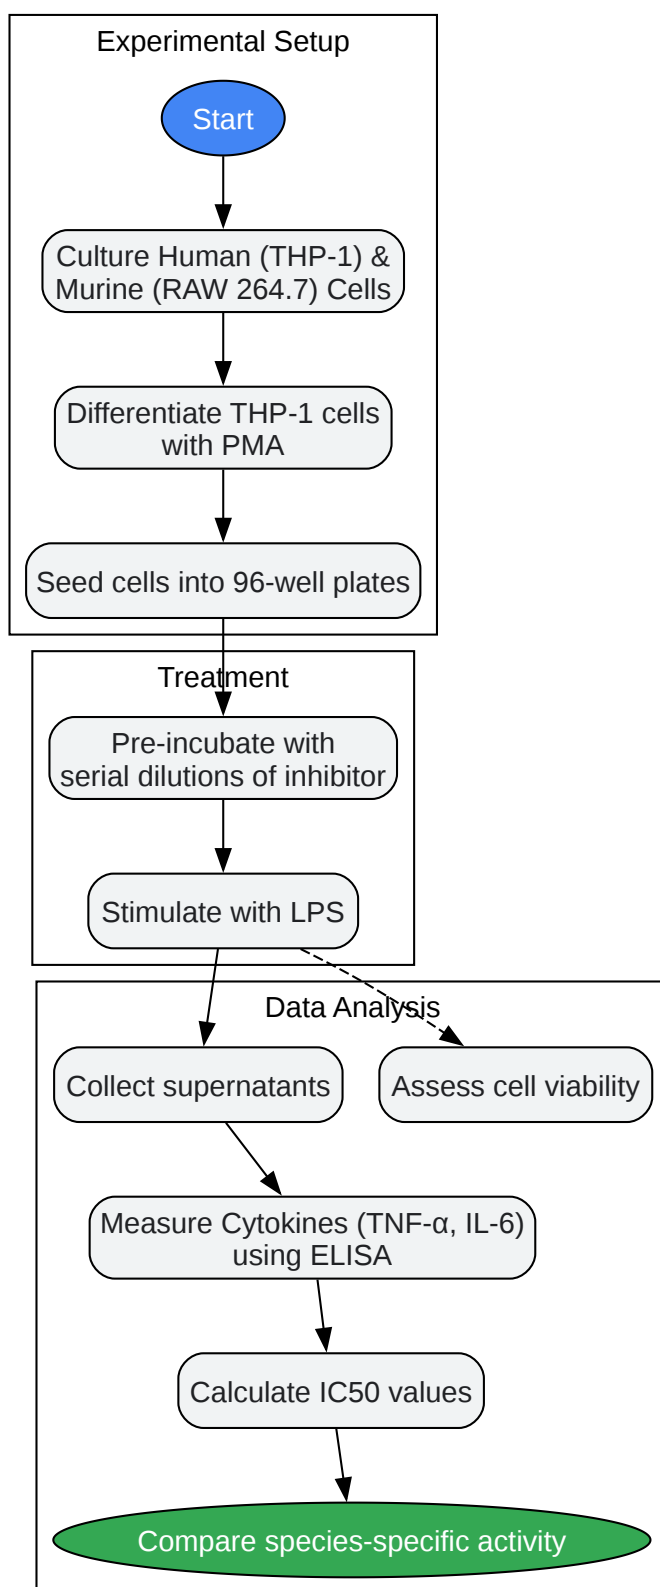 Experimental Setup
Start
Culture Human (THP-1) &
Murine (RAW 264.7) Cells
Differentiate THP-1 cells
with PMA
Seed cells into 96-well plates
Treatment
Pre-incubate with
serial dilutions of inhibitor
Stimulate with LPS
Data Analysis
Collect supernatants
Assess cell viability
Measure Cytokines (TNF-α, IL-6)
using ELISA
Calculate IC50 values
Compare species-specific activity